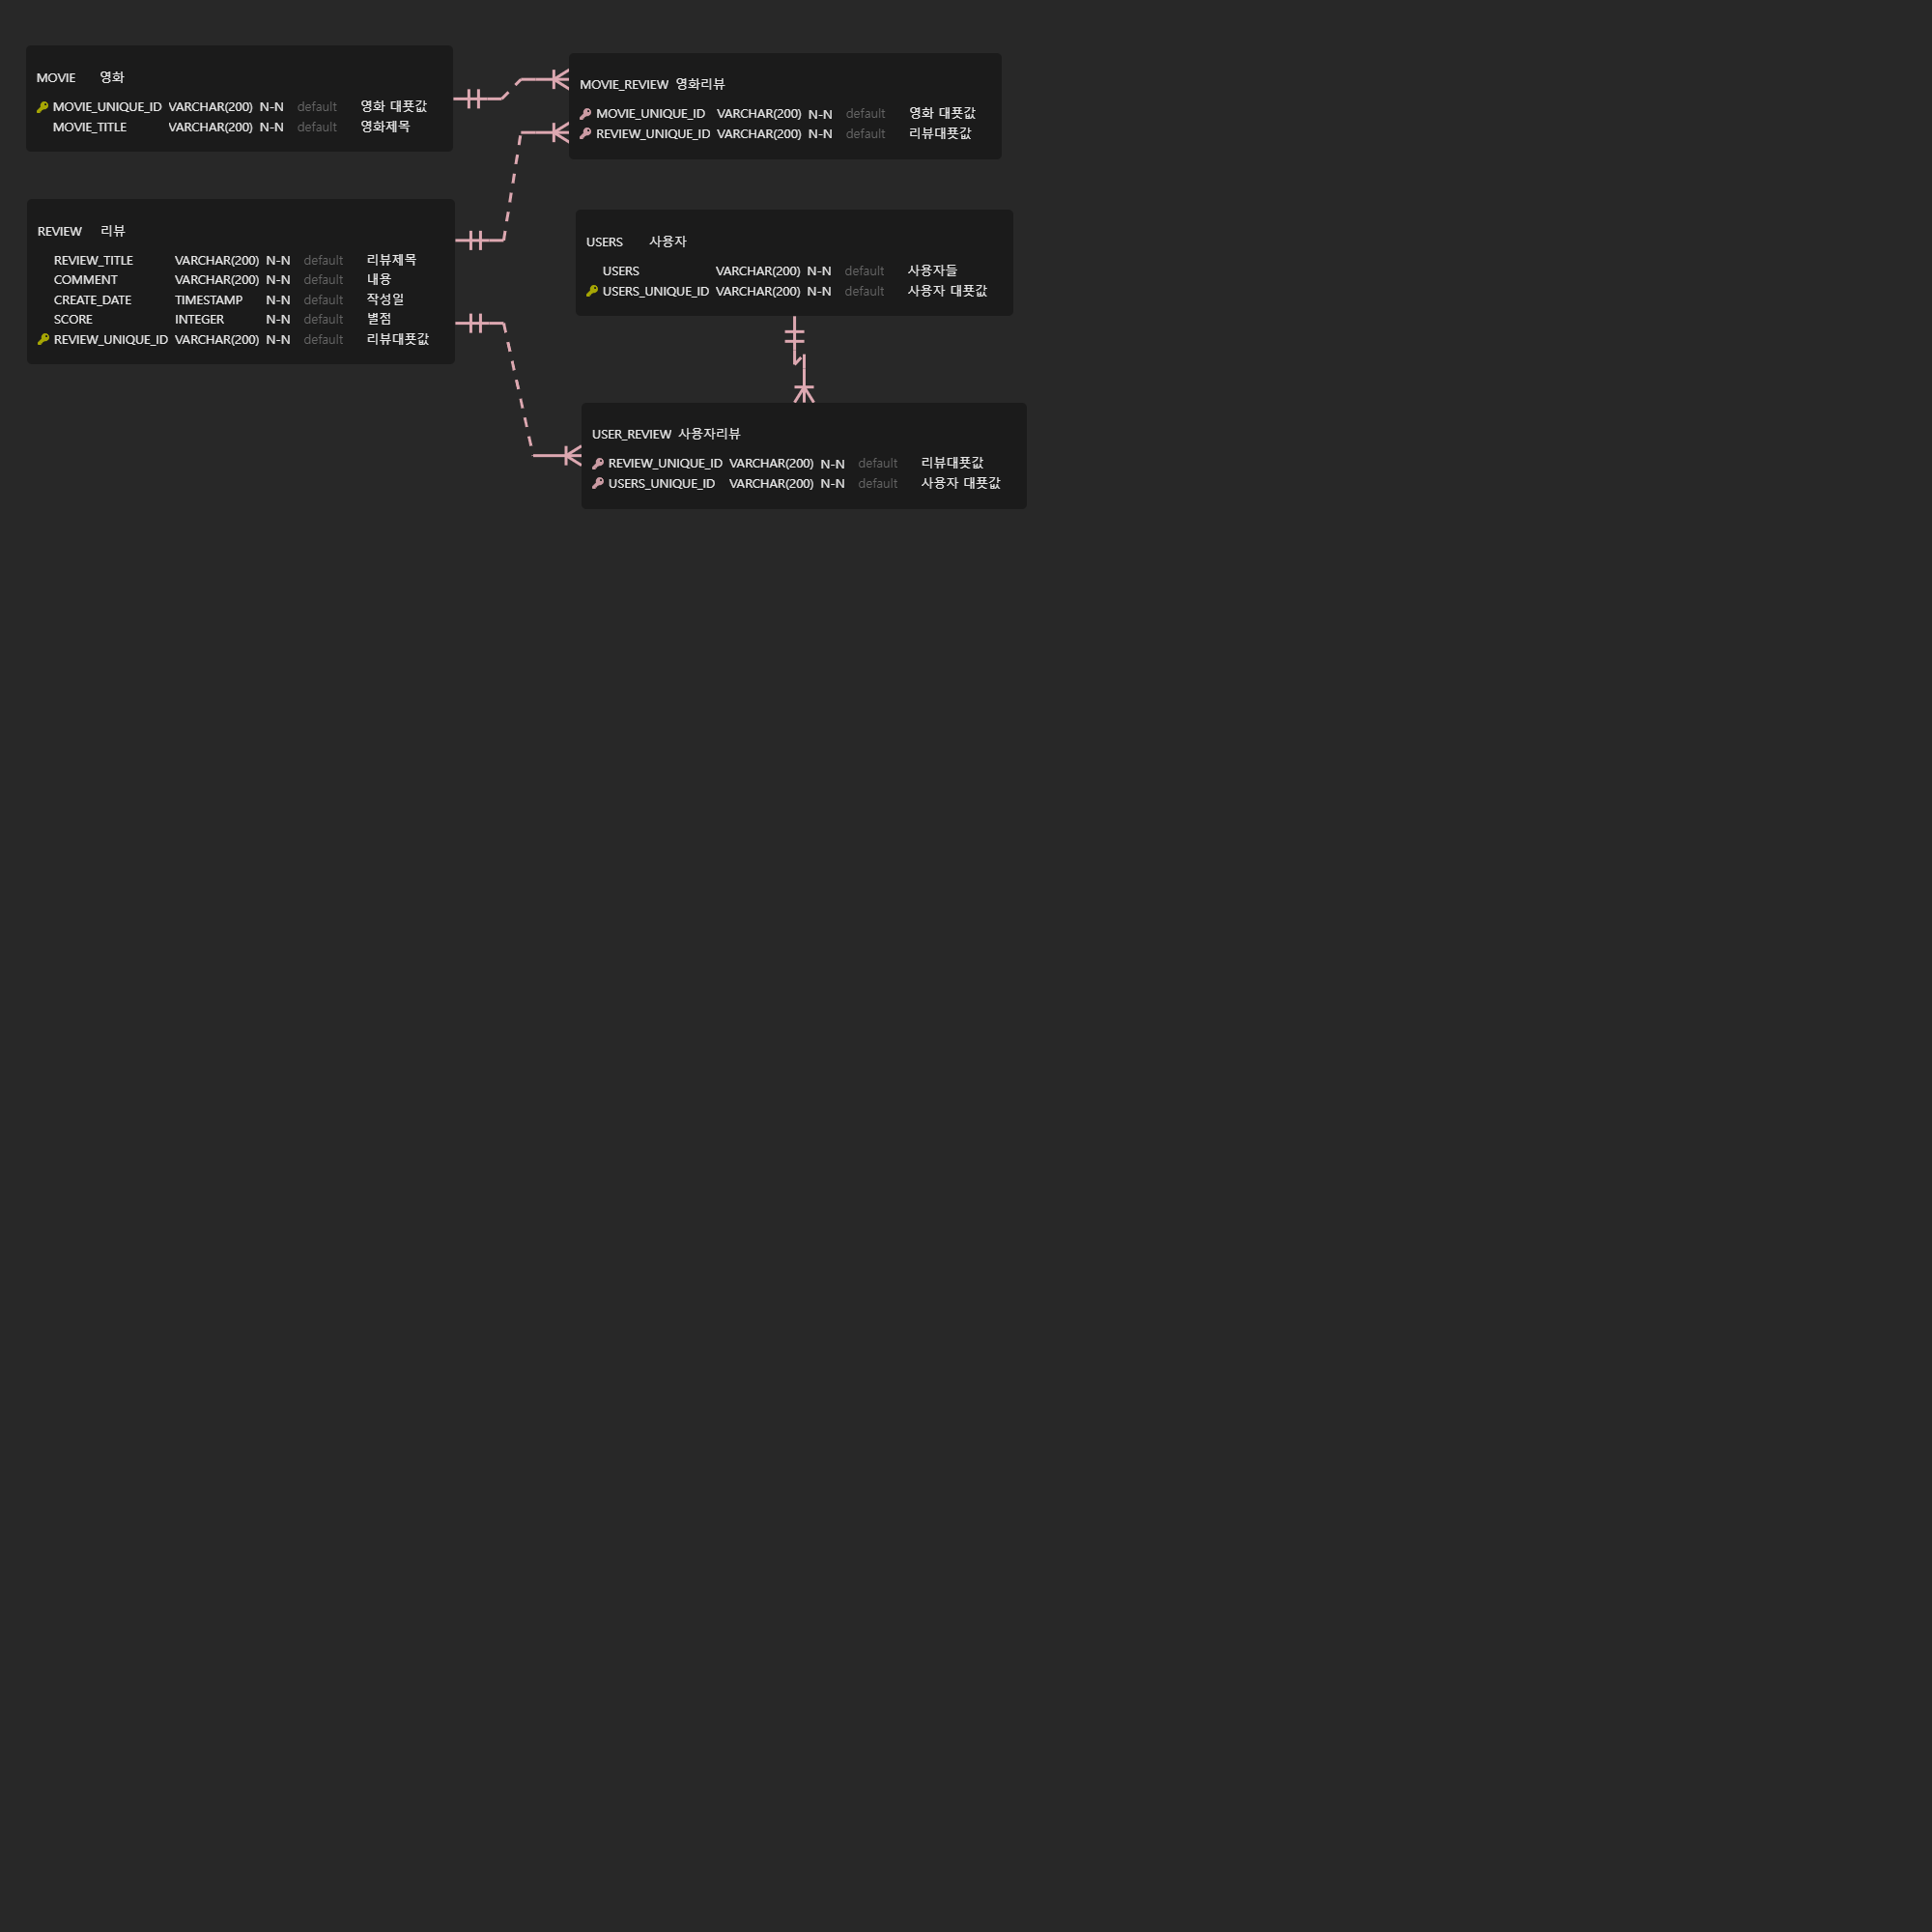 MOVIE 영화
MOVIE_UNIQUE_ID VARCHAR(200) N-N default 영화 대푯값
MOVIE_TITLE VARCHAR(200) N-N default 영화제목
MOVIE_REVIEW 영화리뷰
MOVIE_UNIQUE_ID VARCHAR(200) N-N default 영화 대푯값
REVIEW_UNIQUE_ID VARCHAR(200) N-N default 리뷰대푯값
REVIEW 리뷰
REVIEW_TITLE VARCHAR(200) N-N default 리뷰제목
COMMENT VARCHAR(200) N-N default 내용
CREATE_DATE TIMESTAMP N-N default 작성일
SCORE INTEGER N-N default 별점
REVIEW_UNIQUE_ID VARCHAR(200) N-N default 리뷰대푯값
USERS 사용자
USERS VARCHAR(200) N-N default 사용자들
USERS_UNIQUE_ID VARCHAR(200) N-N default 사용자 대푯값
USER_REVIEW 사용자리뷰
REVIEW_UNIQUE_ID VARCHAR(200) N-N default 리뷰대푯값
USERS_UNIQUE_ID VARCHAR(200) N-N default 사용자 대푯값